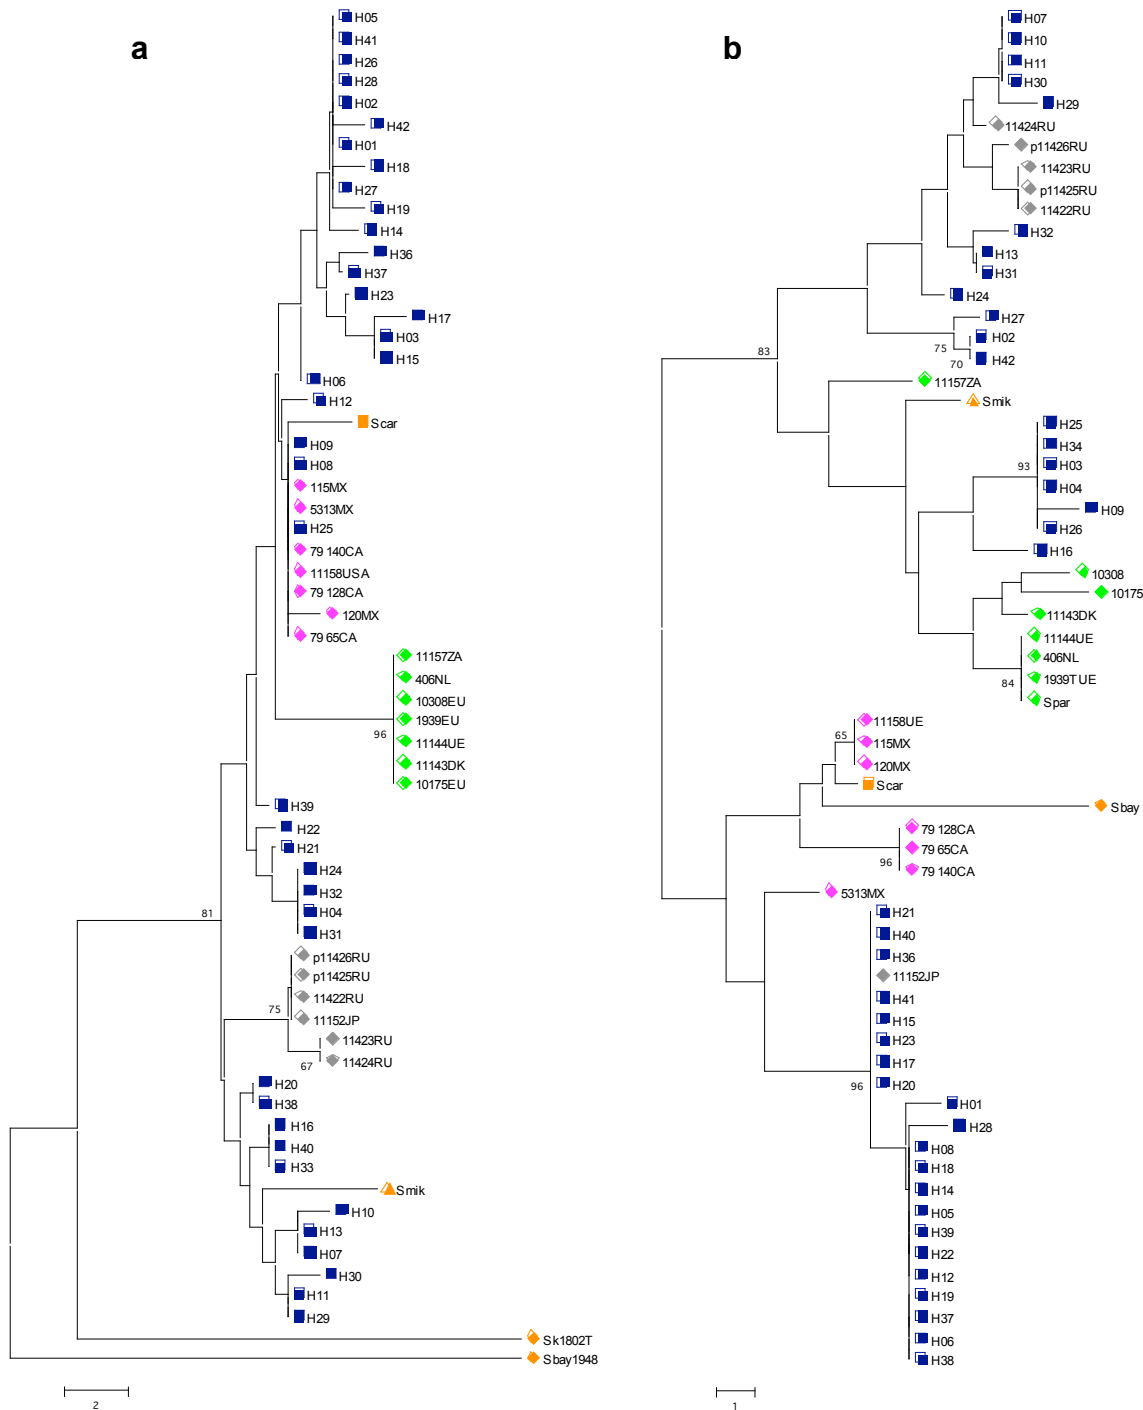 a
H05
H41
H26
H28
H02
H42
H01
H18
H27
H19
H14
H36
H37
H23
H17
H03
H15
H06
H12
Scar
H09
H08
115MX
5313MX
H25
79 140CA
11158USA
79 128CA
120MX
79 65CA
11157ZA
406NL
10308EU
1939EU
96
11144UE
11143DK
10175EU
H39
H22
H21
H24
H32
H04
81
H31
p11426RU
p11425RU
11422RU
75
11152JP
11423RU
67
11424RU
H20
H38
H16
H40
H33
Smik
H10
H13
H07
H30
H11
H29
Sk1802T
Sbay1948
2
b
H07
H10
H11
H30
H29
11424RU
p11426RU
11423RU
p11425RU
11422RU
H32
H13
H31
H24
H27
H02
75
83
H42
70
11157ZA
Smik
H25
H34
H03
93
H04
H09
H26
H16
10308
10175
11143DK
11144UE
406NL
1939TUE
84
Spar
11158UE
65
115MX
120MX
Scar
Sbay
79 128CA
79 65CA
96
79 140CA
5313MX
H21
H40
H36
11152JP
H41
H15
H23
H17
96
H20
H01
H28
H08
H18
H14
H05
H39
H22
H12
H19
H37
H06
H38
1